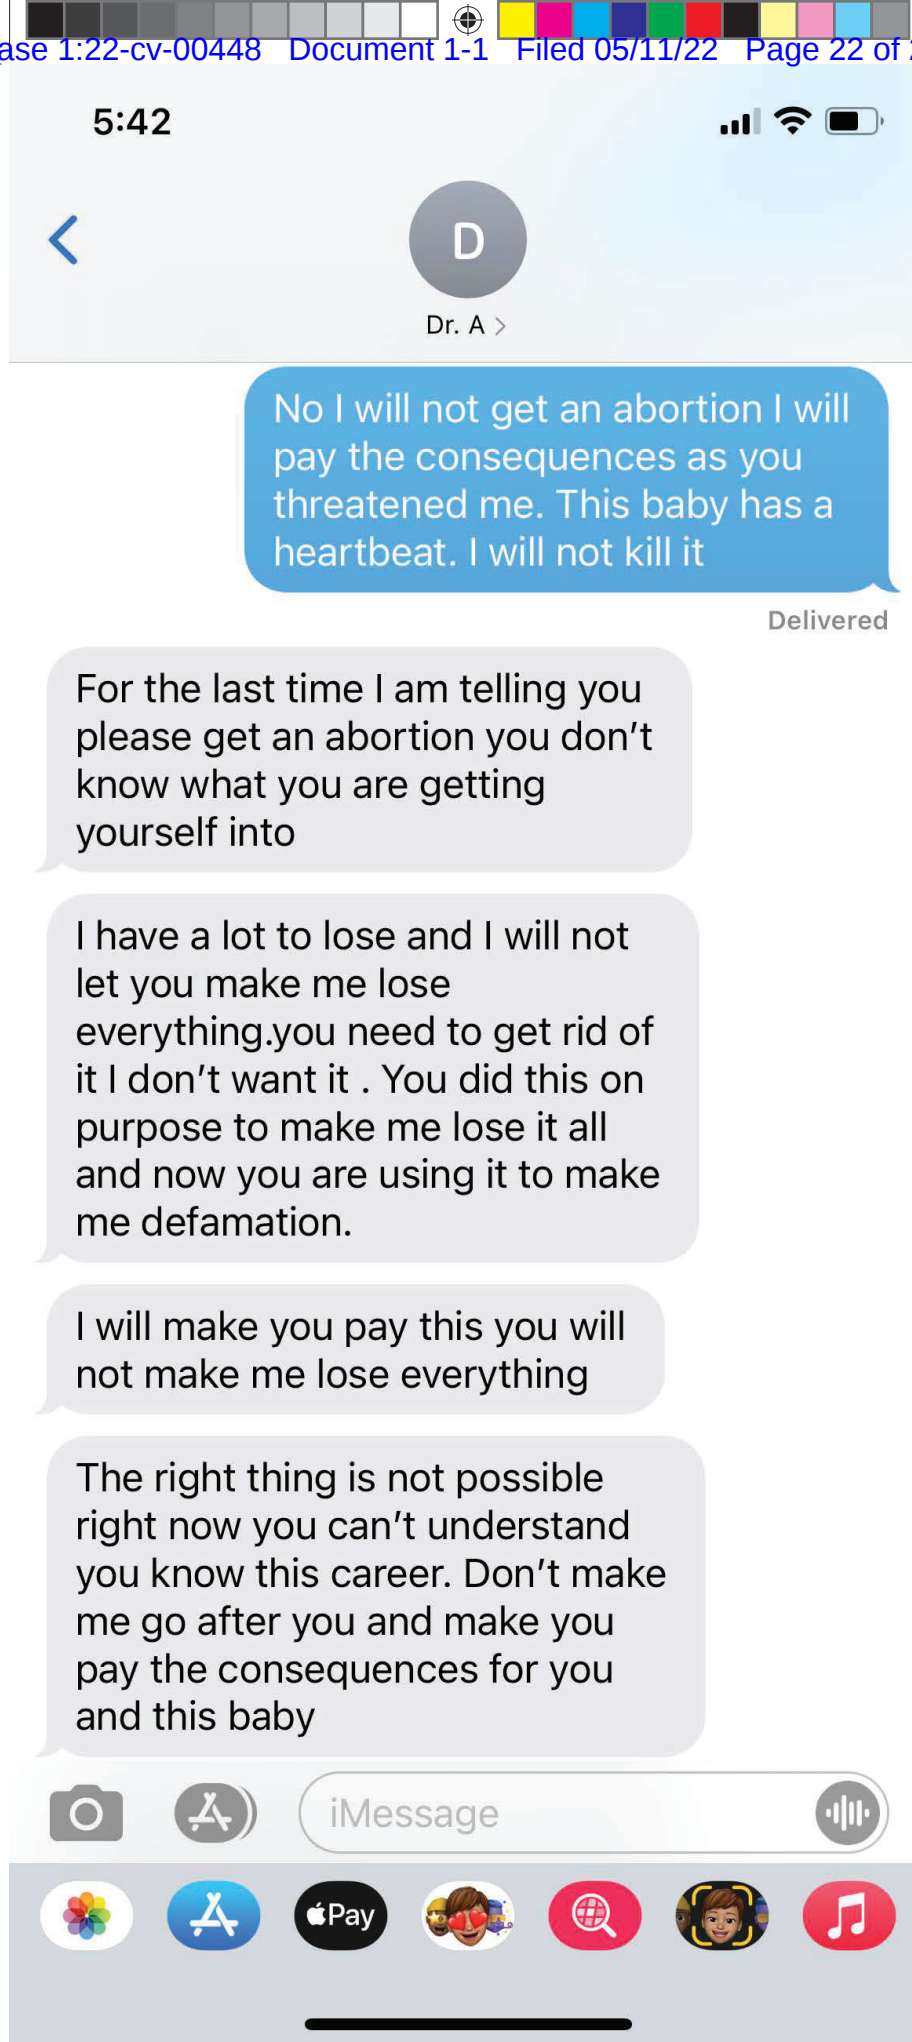 ase 1:22-cv-00448 Document 1-1 Filed 05/11/22 Page 22 of
5:42
D
Dr. A >
No I will not get an abortion I will
pay the consequences as you
threatened me. This baby has a
heartbeat. I will not kill it
Delivered
For the last time I am telling you
please get an abortion you don't
know what you are getting
yourself into
I have a lot to lose and I will not
let you make me lose
everything.you need to get rid of
it I don't want it . You did this on
purpose to make me lose it all
and now you are using it to make
me defamation.
I will make you pay this you will
not make me lose everything
The right thing is not possible
right now you can't understand
you know this career. Don't make
me go after you and make you
pay the consequences for you
and this baby
iMessage
Pay